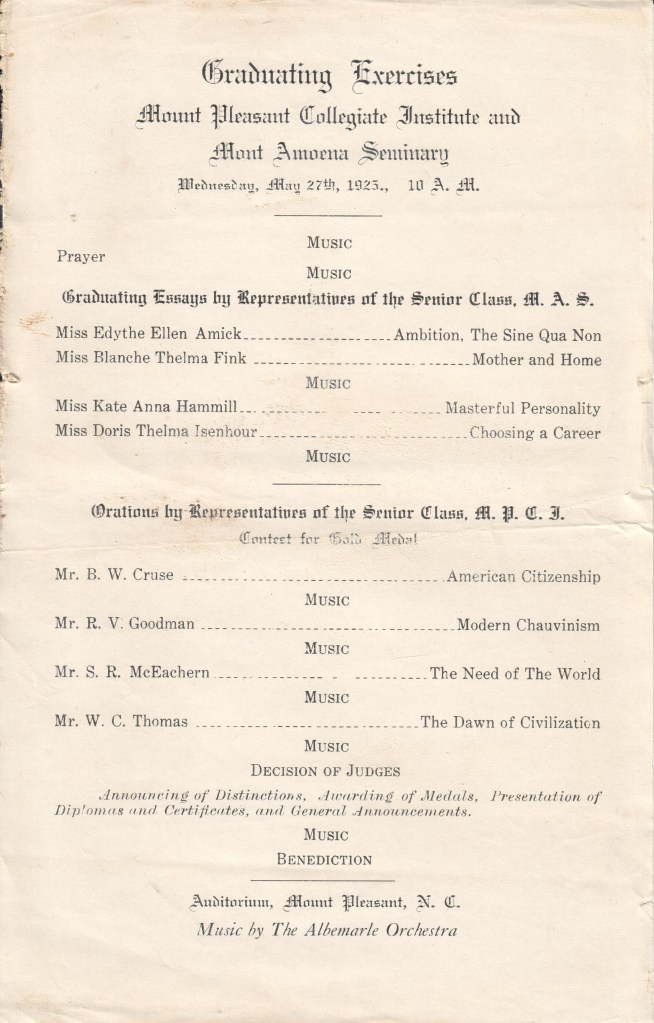 Graduating Exercises
Mount Pleasant Collegiate Institute and
Mont Amoena Seminary
Wednesday, May 27th, 1925., 10 A. M.
MUSIC
Prayer
MUSIC
Graduating Essays by Representatives of the Senior Class, M. A. S.
Miss Edythe Ellen Amick Ambition, The Sine Qua Non
Miss Blanche Thelma Fink Mother and Home
MUSIC
Miss Kate Anna Hammill Masterful Personality
Miss Doris Thelma Isenhour Choosing a Career
MUSIC
Orations by Representatives of the Senior Class, M. P. C. I.
Contest for Gold Medal
Mr. B. W. Cruse American Citizenship
MUSIC
Mr. R. V. Goodman Modern Chauvinism
MUSIC
Mr. S. R. McEachern The Need of The World
MUSIC
Mr. W. C. Thomas The Dawn of Civilization
MUSIC
DECISION OF JUDGES
Announcing of Distinctions, Awarding of Medals, Presentation of
Diplomas and Certificates, and General Announcements.
MUSIC
BENEDICTION
Auditorium, Mount Pleasant, N. C.
Music by The Albemarle Orchestra